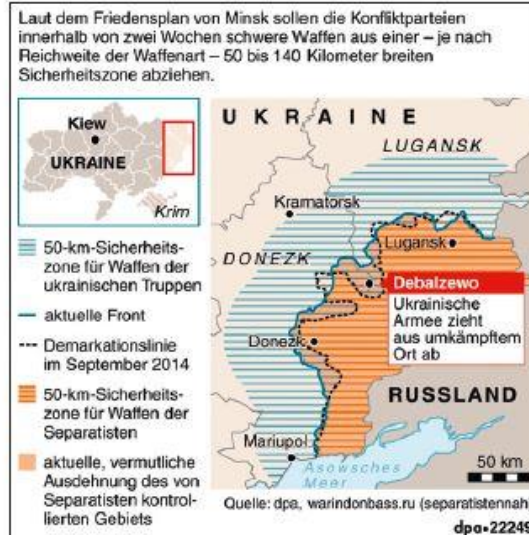 Laut dem Friedensplan von Minsk sollen die Konfliktparteien
innerhalb von zwei Wochen schwere Waffen aus einer – je nach
Reichweite der Waffenart – 50 bis 140 Kilometer breiten
Sicherheitszone abziehen.
Kiew
UKRAINE
Krim
50-km-Sicherheits-
zone für Waffen der
ukrainischen Truppen
aktuelle Front
Demarkationslinie
im September 2014
50-km-Sicherheits-
zone für Waffen der
Separatisten
aktuelle, vermutliche
Ausdehnung des von
Separatisten kontrol-
lierten Gebiets
UKRAINE
LUGANSK
Kramatorsk
Lugansk
DONEZK
Debalzewo
Ukrainische
Armee zieht
aus umkämpftem
Ort ab
Donezk
RUSSLAND
Mariupol
Asowsches
Meer
50 km
Quelle: dpa, warindonbass.ru (separatistennah
dpa•22249